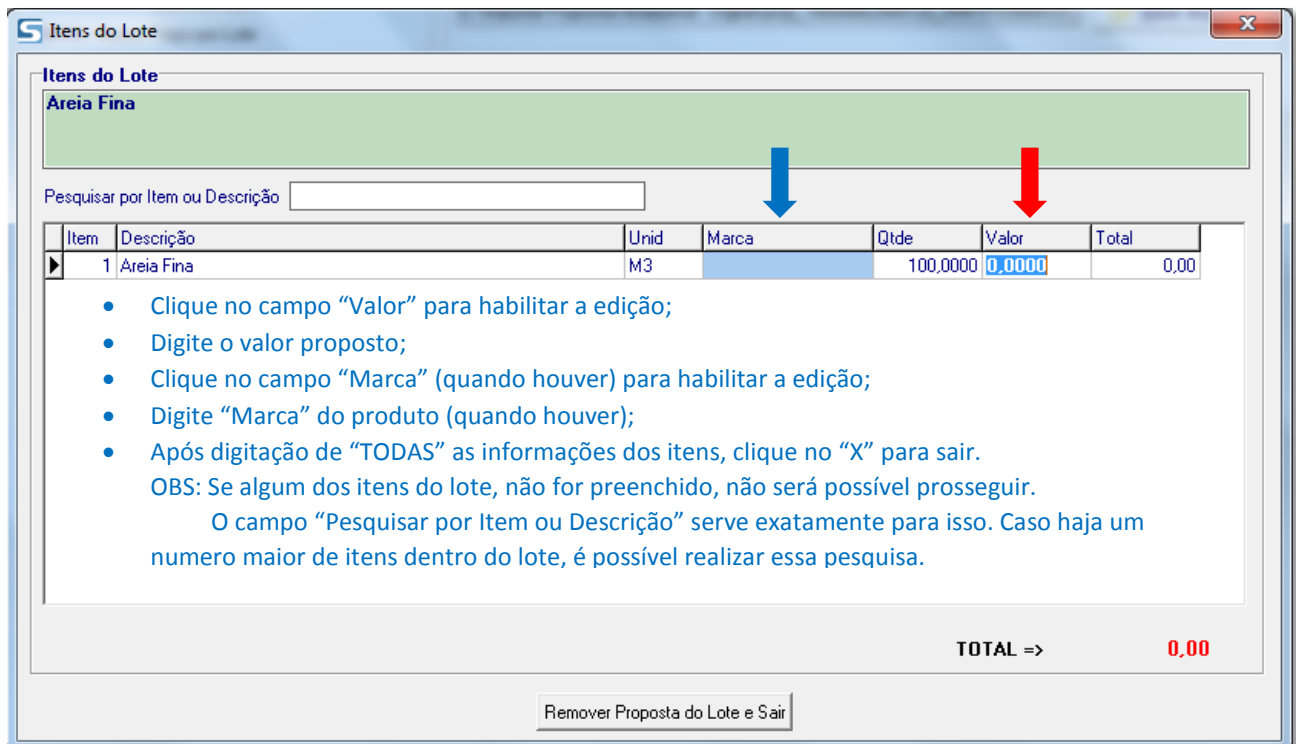 Itens do Lote
Itens do Lote
Areia Fina
Pesquisar por Item ou Descrição
Item Descrição Unid Marca Qtde Valor Total
1 Areia Fina M3 100,0000 0,0000 0,00
• Clique no campo “Valor” para habilitar a edição;
• Digite o valor proposto;
• Clique no campo “Marca” (quando houver) para habilitar a edição;
• Digite “Marca” do produto (quando houver);
• Após digitação de “TODAS” as informações dos itens, clique no “X” para sair.
OBS: Se algum dos itens do lote, não for preenchido, não será possível prosseguir.
O campo “Pesquisar por Item ou Descrição” serve exatamente para isso. Caso haja um
numero maior de itens dentro do lote, é possível realizar essa pesquisa.
TOTAL => 0,00
Remover Proposta do Lote e Sair